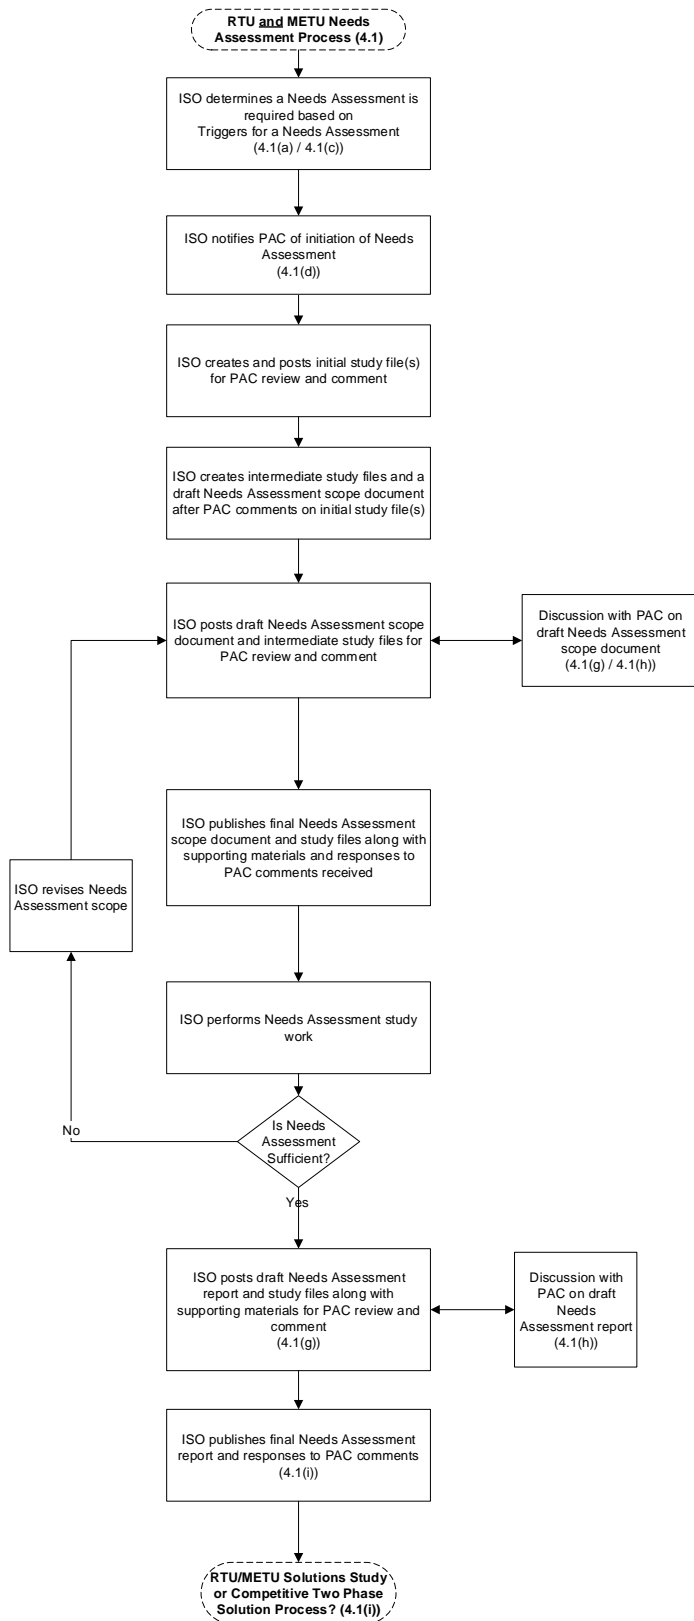 RTU and METU Needs
Assessment Process (4.1)
ISO determines a Needs Assessment is
required based on
Triggers for a Needs Assessment
(4.1(a) / 4.1(c))
ISO notifies PAC of initiation of Needs
Assessment
(4.1(d))
ISO creates and posts initial study file(s)
for PAC review and comment
ISO creates intermediate study files and a
draft Needs Assessment scope document
after PAC comments on initial study file(s)
ISO posts draft Needs Assessment scope
document and intermediate study files for
PAC review and comment
Discussion with PAC on
draft Needs Assessment
scope document
(4.1(g) / 4.1(h))
ISO publishes final Needs Assessment
scope document and study files along with
supporting materials and responses to
PAC comments received
ISO revises Needs
Assessment scope
ISO performs Needs Assessment study
work
Is Needs
Assessment
Sufficient?
No
Yes
ISO posts draft Needs Assessment
report and study files along with
supporting materials for PAC review and
comment
(4.1(g))
Discussion with
PAC on draft
Needs
Assessment report
(4.1(h))
ISO publishes final Needs Assessment
report and responses to PAC comments
(4.1(i))
RTU/METU Solutions Study
or Competitive Two Phase
Solution Process? (4.1(i))